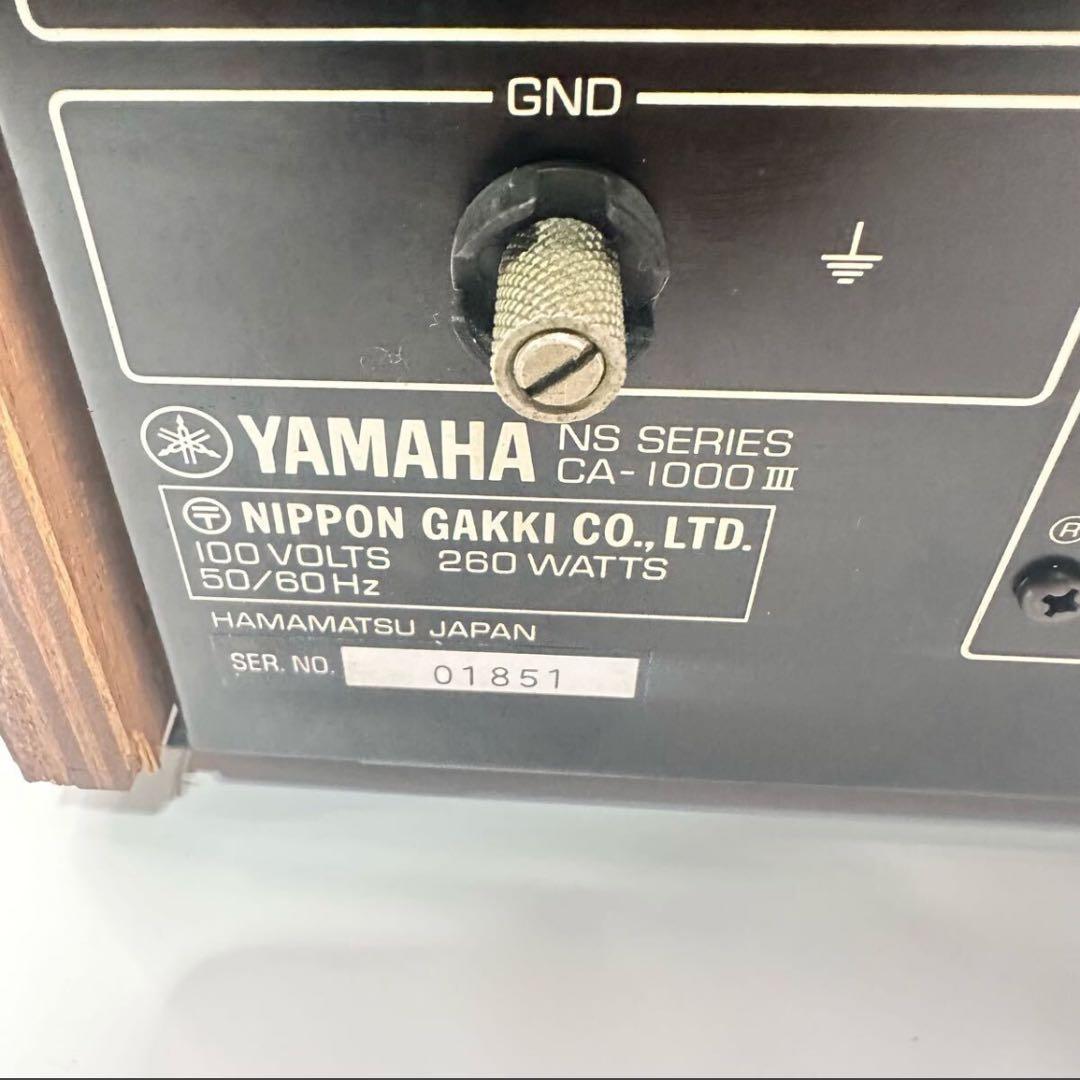 GND
YAMAHA NS SERIES
CA-1000 III
〒 NIPPON GAKKI CO., LTD.
100 VOLTS 260 WATTS
50/60 Hz
HAMAMATSU JAPAN
SER. NO. 01851
R